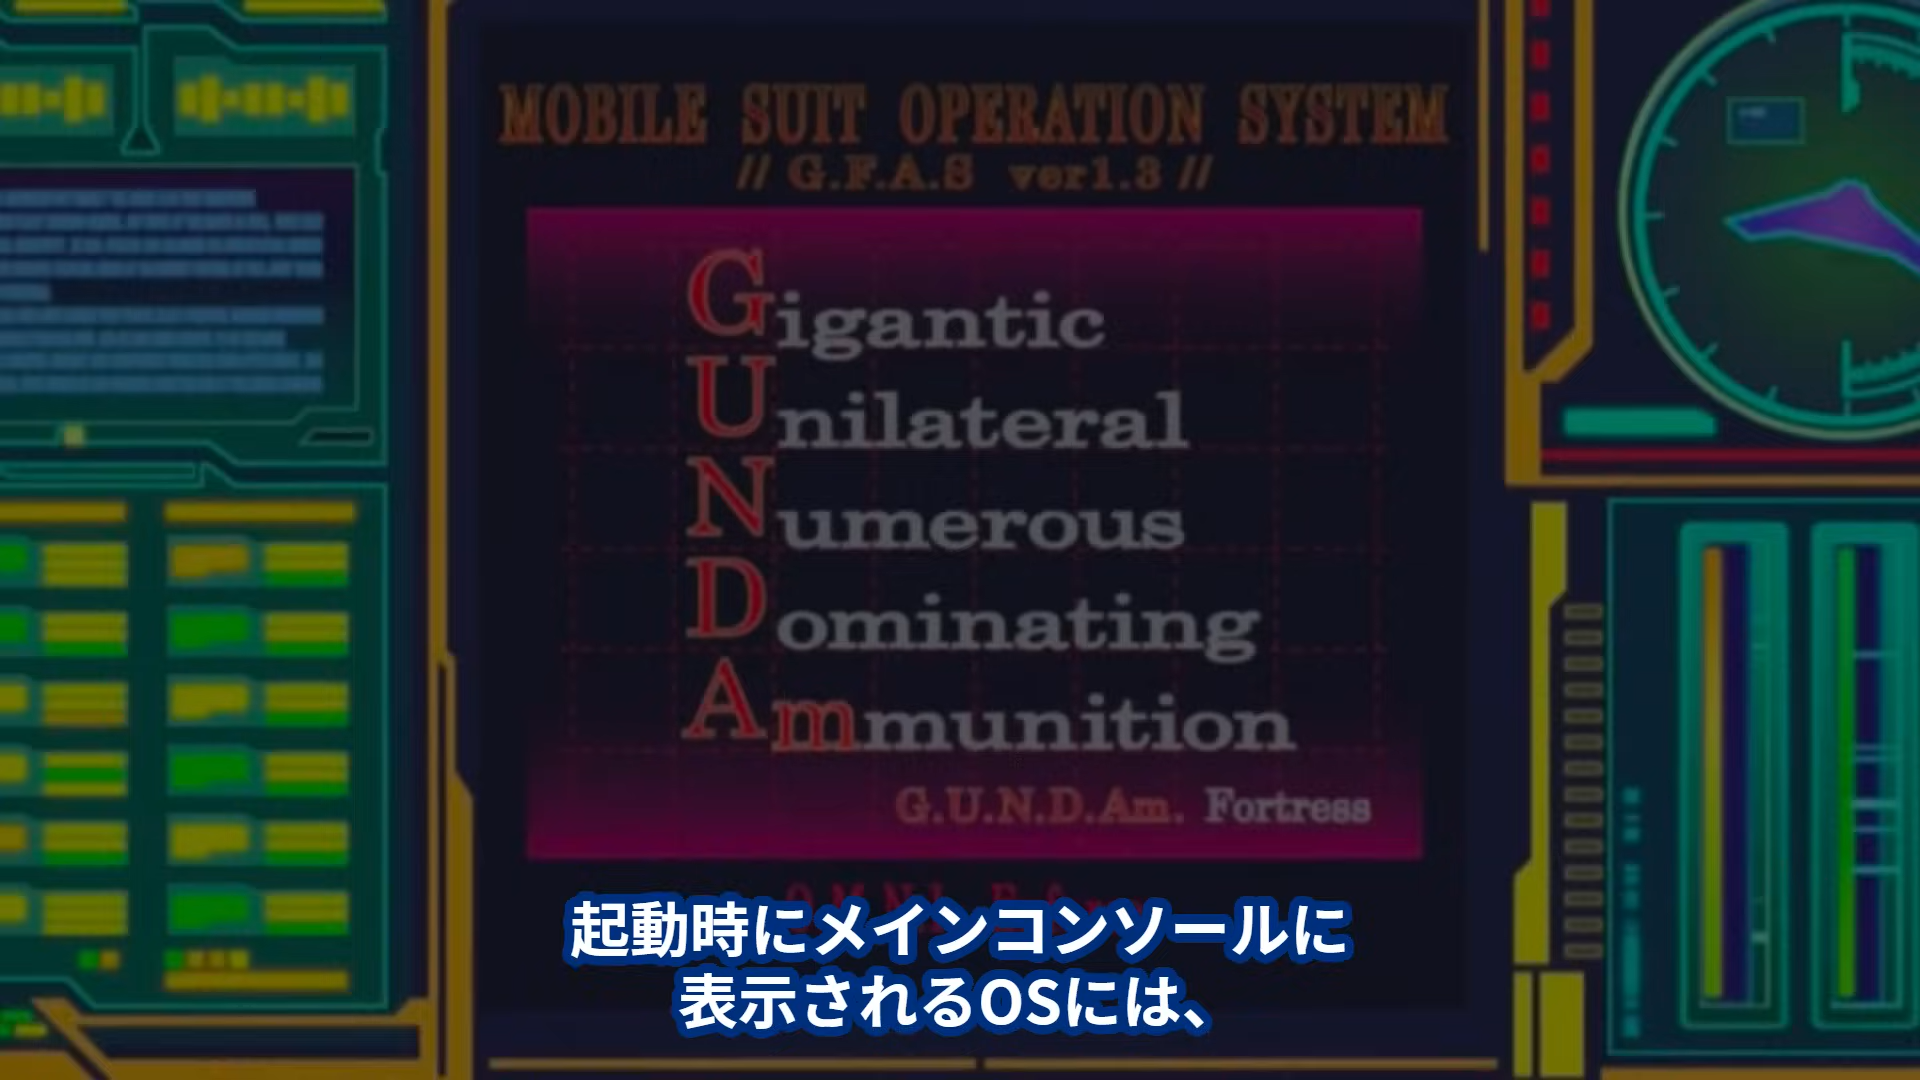 MOBILE SUIT OPERATION SYSTEM
// G.F.A.S ver1.3 //
Gigantic
Unilateral
Numerous
Dominating
Ammunition
G.U.N.D.Am. Fortress
起動時にメインコンソールに
表示されるOSには、